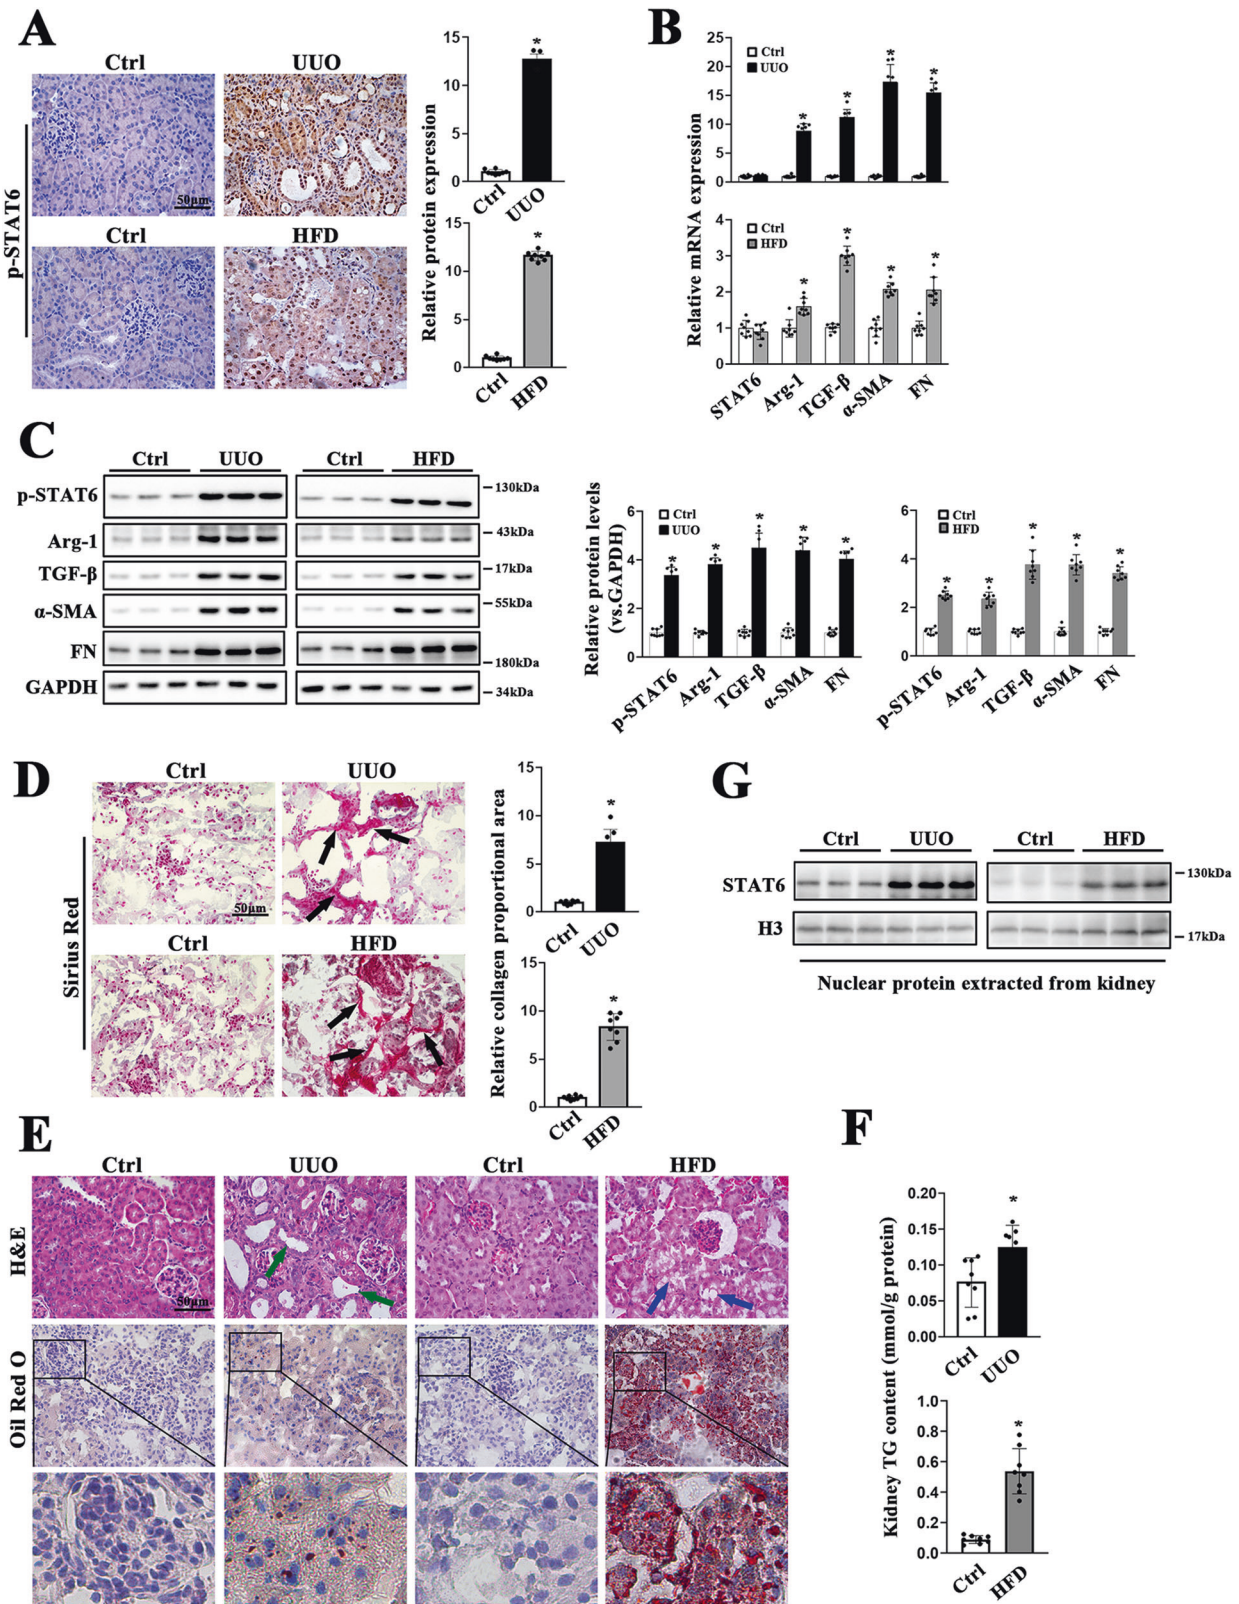 A
Ctrl
UUO
p-STAT6
50μm
Ctrl
HFD
Relative protein expression
15
10
5
0
*
Ctrl
UUO
15
10
5
0
*
Ctrl
HFD
B
Relative mRNA expression
25
20
15
10
5
0
Ctrl
UUO
* * * *
4
3
2
1
0
Ctrl
HFD
* * * *
STAT6
Arg-1
TGF-β
α-SMA
FN
C
Ctrl UUO Ctrl HFD
p-STAT6 130kDa
Arg-1 43kDa
TGF-β 17kDa
α-SMA 55kDa
FN 180kDa
GAPDH 34kDa
Relative protein levels
(vs.GAPDH)
6
4
2
0
Ctrl
UUO
* * * * *
p-STAT6
Arg-1
TGF-β
α-SMA
FN
6
4
2
0
Ctrl
HFD
* * * * *
p-STAT6
Arg-1
TGF-β
α-SMA
FN
D
Ctrl
UUO
Sirius Red
50μm
Ctrl
HFD
Relative collagen proportional area
15
10
5
0
*
Ctrl
UUO
15
10
5
0
*
Ctrl
HFD
G
Ctrl UUO Ctrl HFD
STAT6 130kDa
H3 17kDa
Nuclear protein extracted from kidney
E
Ctrl UUO Ctrl HFD
H&E
50μm
Oil Red O
F
Kidney TG content (mmol/g protein)
0.20
0.15
0.10
0.05
0.00
*
Ctrl
UUO
1.0
0.8
0.6
0.4
0.2
0.0
*
Ctrl
HFD